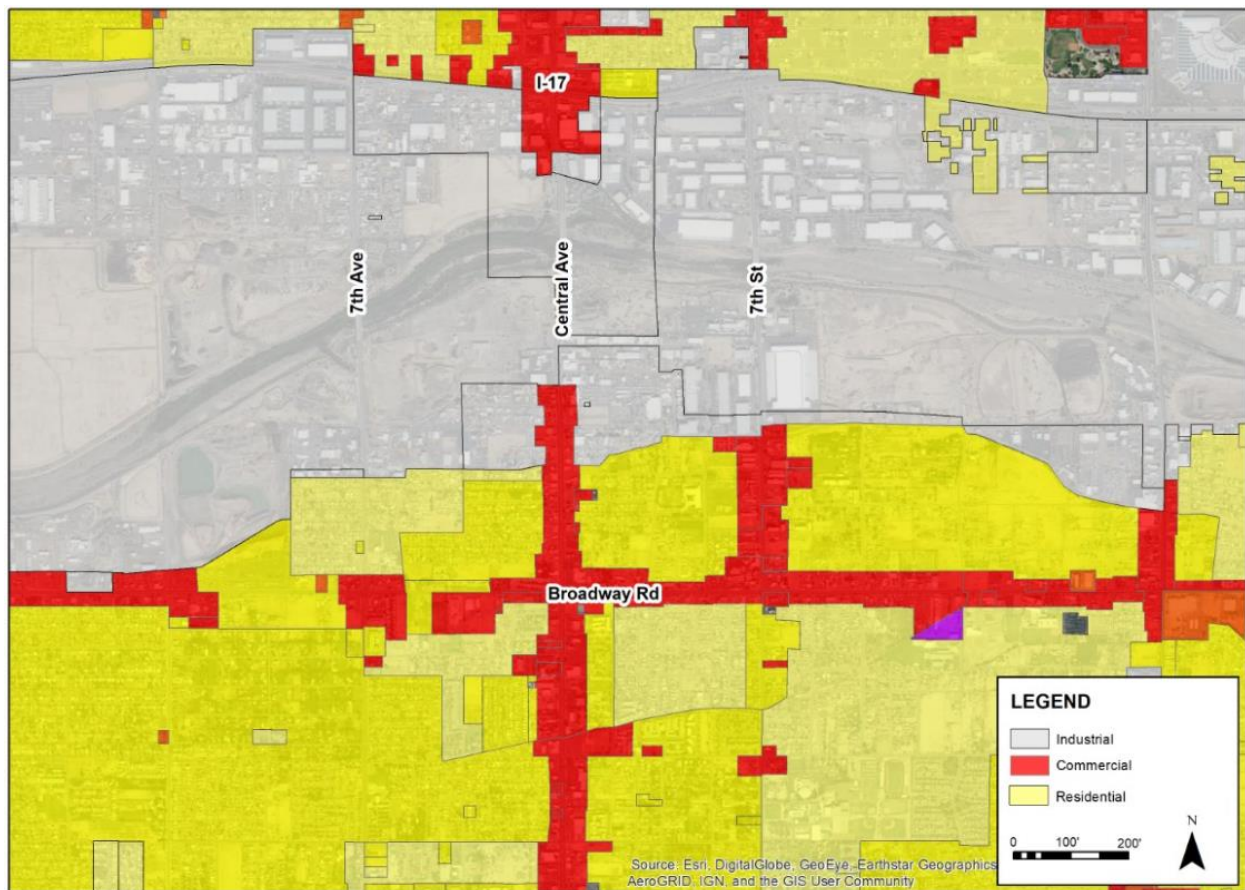 I-17
7th Ave
Central Ave
7th St
Broadway Rd
LEGEND
Industrial
Commercial
Residential
N
0 100' 200'
Source: Esri, DigitalGlobe, GeoEye, Earthstar Geographics
AeroGRID, IGN, and the GIS User Community